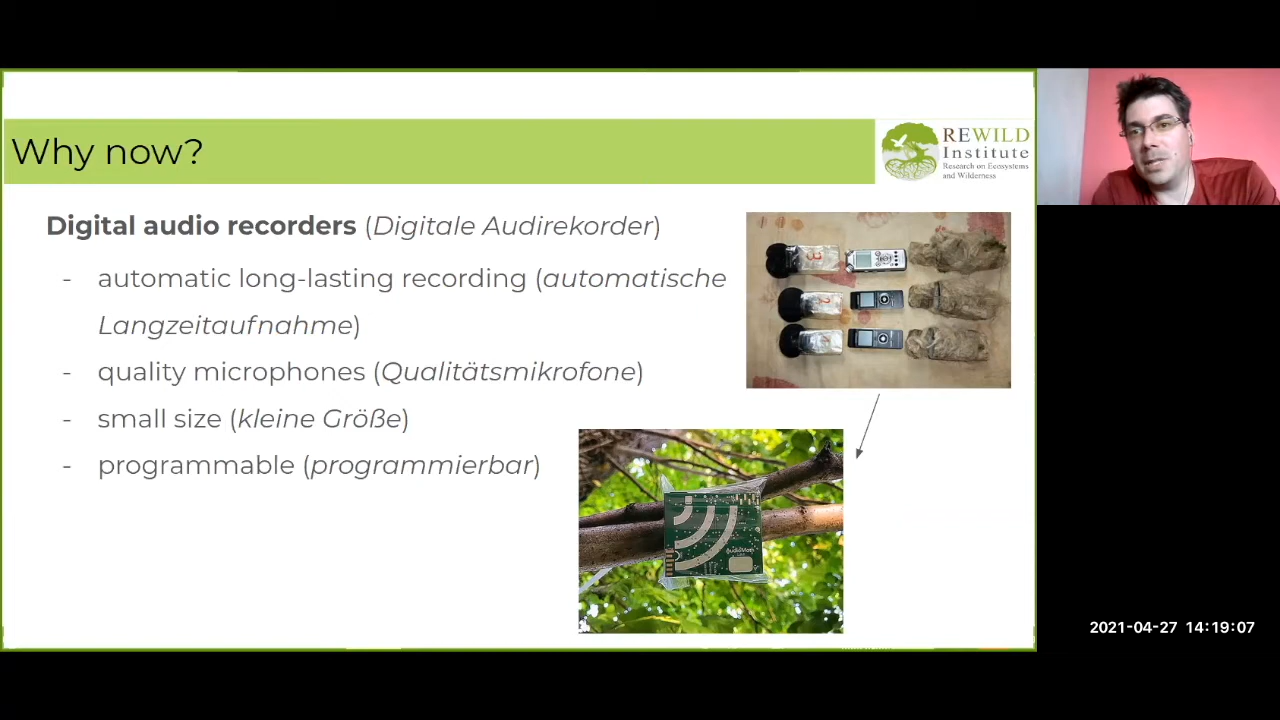 Why now?
REWILD
Institute
Research on Ecosystems
and Wilderness
Digital audio recorders (Digitale Audirekorder)
- automatic long-lasting recording (automatische
Langzeitaufnahme)
- quality microphones (Qualitätsmikrofone)
- small size (kleine Größe)
- programmable (programmierbar)
AudioMoth
2021-04-27 14:19:07